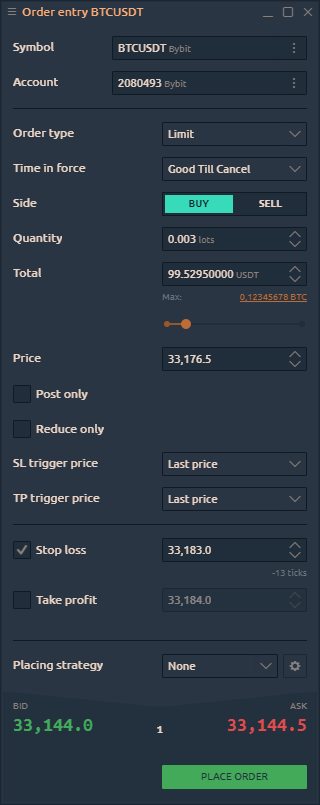 Order entry BTCUSDT
Symbol BTCUSDT Bybit
Account 2080493 Bybit
Order type Limit
Time in force Good Till Cancel
Side BUY SELL
Quantity 0.003 lots
Total 99.52950000 USDT
Max: 0,12345678 BTC
Price 33,176.5
Post only
Reduce only
SL trigger price Last price
TP trigger price Last price
Stop loss 33,183.0
-13 ticks
Take profit 33,184.0
Placing strategy None
BID ASK
33,144.0 1 33,144.5
PLACE ORDER